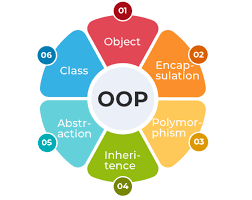 01
Object
02
Encap-
sulation
Polymor-
phism
03
Inheri-
tence
04
Abstr-
action
05
Class
06
OOP